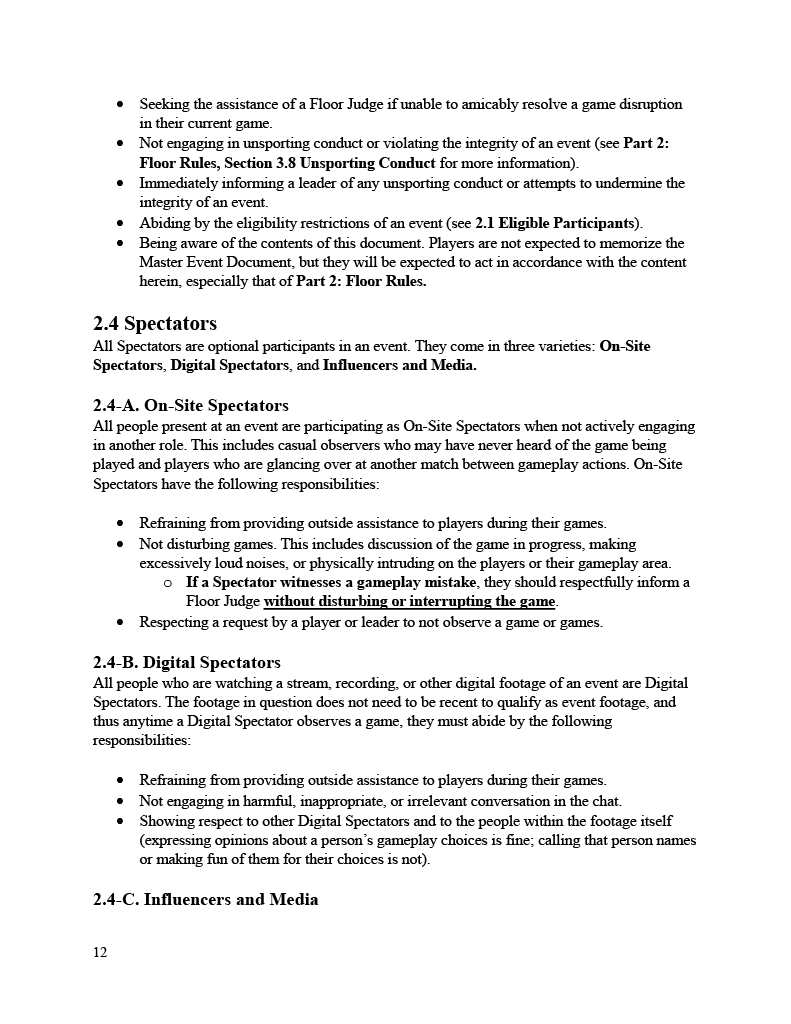 • Seeking the assistance of a Floor Judge if unable to amicably resolve a game disruption
in their current game.
• Not engaging in unsporting conduct or violating the integrity of an event (see Part 2:
Floor Rules, Section 3.8 Unsporting Conduct for more information).
• Immediately informing a leader of any unsporting conduct or attempts to undermine the
integrity of an event.
• Abiding by the eligibility restrictions of an event (see 2.1 Eligible Participants).
• Being aware of the contents of this document. Players are not expected to memorize the
Master Event Document, but they will be expected to act in accordance with the content
herein, especially that of Part 2: Floor Rules.
2.4 Spectators
All Spectators are optional participants in an event. They come in three varieties: On-Site
Spectators, Digital Spectators, and Influencers and Media.
2.4-A. On-Site Spectators
All people present at an event are participating as On-Site Spectators when not actively engaging
in another role. This includes casual observers who may have never heard of the game being
played and players who are glancing over at another match between gameplay actions. On-Site
Spectators have the following responsibilities:
• Refraining from providing outside assistance to players during their games.
• Not disturbing games. This includes discussion of the game in progress, making
excessively loud noises, or physically intruding on the players or their gameplay area.
o If a Spectator witnesses a gameplay mistake, they should respectfully inform a
Floor Judge without disturbing or interrupting the game.
• Respecting a request by a player or leader to not observe a game or games.
2.4-B. Digital Spectators
All people who are watching a stream, recording, or other digital footage of an event are Digital
Spectators. The footage in question does not need to be recent to qualify as event footage, and
thus anytime a Digital Spectator observes a game, they must abide by the following
responsibilities:
• Refraining from providing outside assistance to players during their games.
• Not engaging in harmful, inappropriate, or irrelevant conversation in the chat.
• Showing respect to other Digital Spectators and to the people within the footage itself
(expressing opinions about a person’s gameplay choices is fine; calling that person names
or making fun of them for their choices is not).
2.4-C. Influencers and Media
12